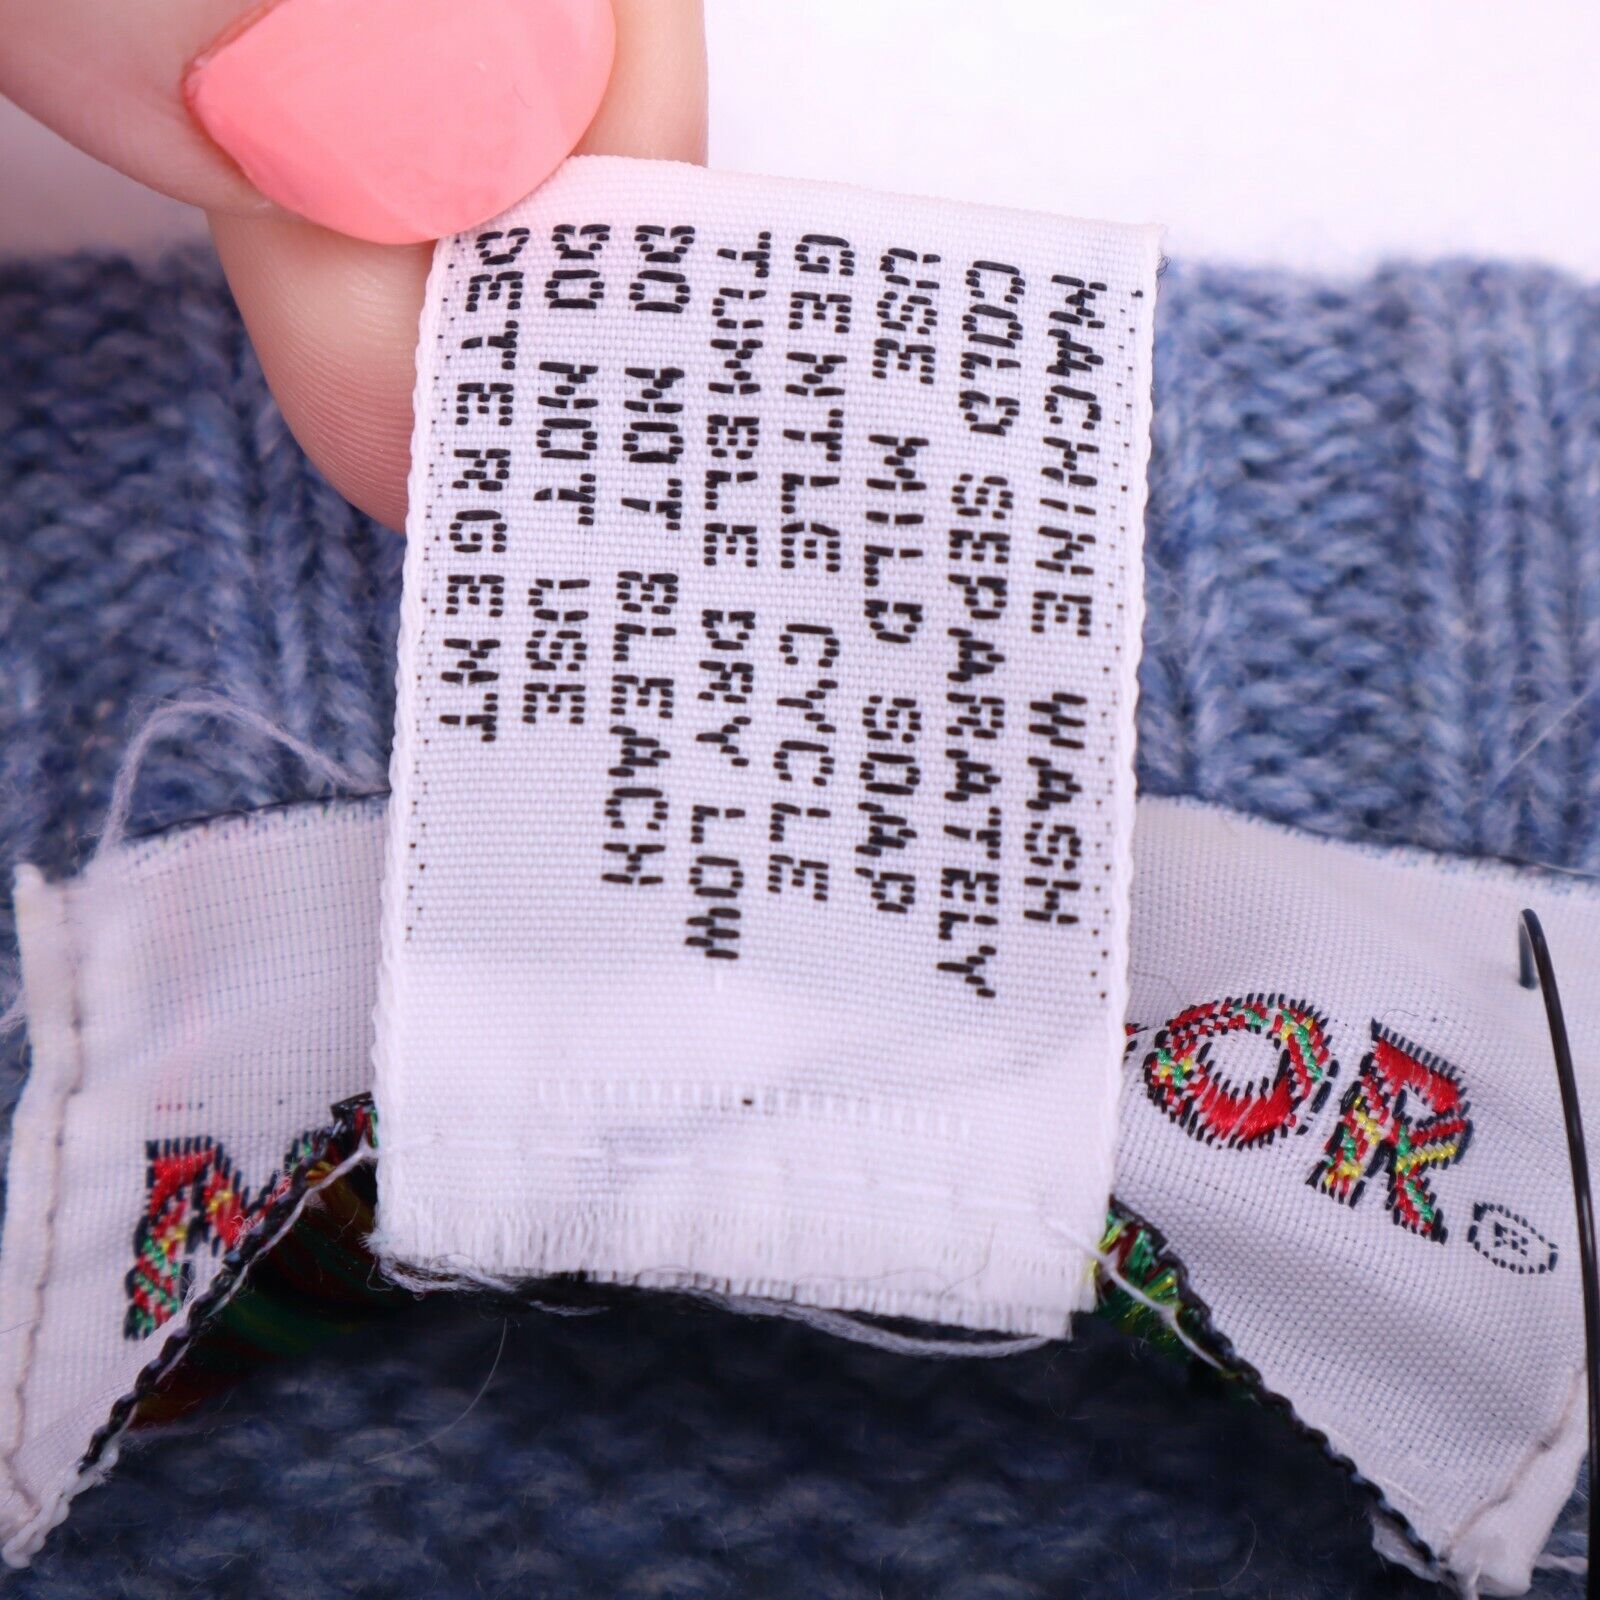 MACHINE WASH
COLD SEPARATELY
USE MILD SOAP
GENTLE CYCLE
TUMBLE DRY LOW
DO NOT BLEACH
DO NOT USE
DETERGENT
®